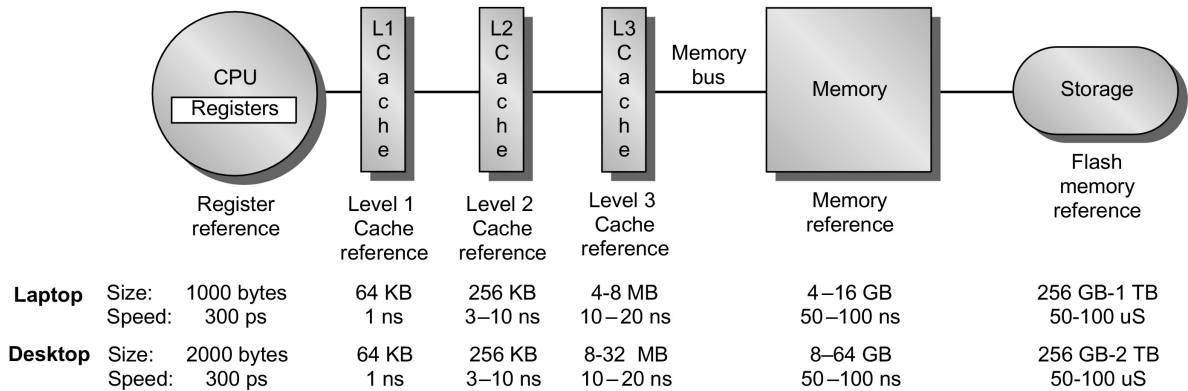 CPU
Registers
L1
C
a
c
h
e
L2
C
a
c
h
e
L3
C
a
c
h
e
Memory
bus
Memory
Storage
Register
reference
Level 1
Cache
reference
Level 2
Cache
reference
Level 3
Cache
reference
Memory
reference
Flash
memory
reference
Laptop Size: 1000 bytes 64 KB 256 KB 4-8 MB 4–16 GB 256 GB-1 TB
Speed: 300 ps 1 ns 3–10 ns 10–20 ns 50–100 ns 50-100 uS
Desktop Size: 2000 bytes 64 KB 256 KB 8-32 MB 8–64 GB 256 GB-2 TB
Speed: 300 ps 1 ns 3–10 ns 10–20 ns 50–100 ns 50-100 uS